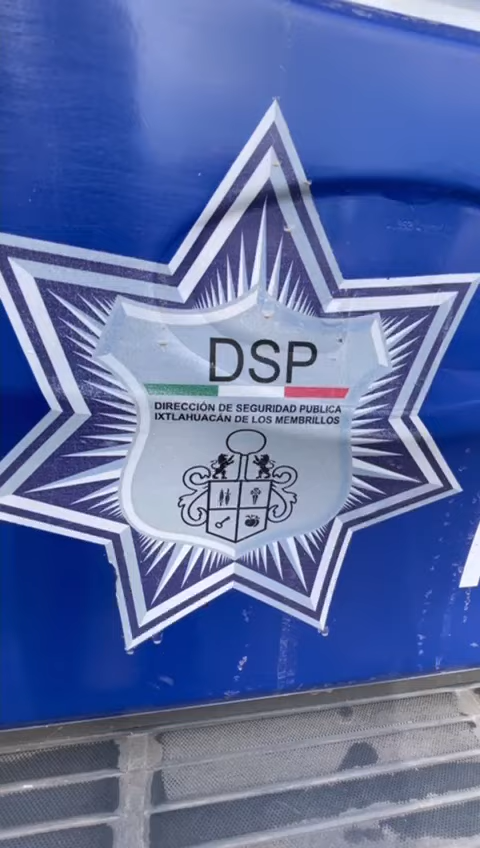 DSP
DIRECCIÓN DE SEGURIDAD PUBLICA
IXTLAHUACÁN DE LOS MEMBRILLOS